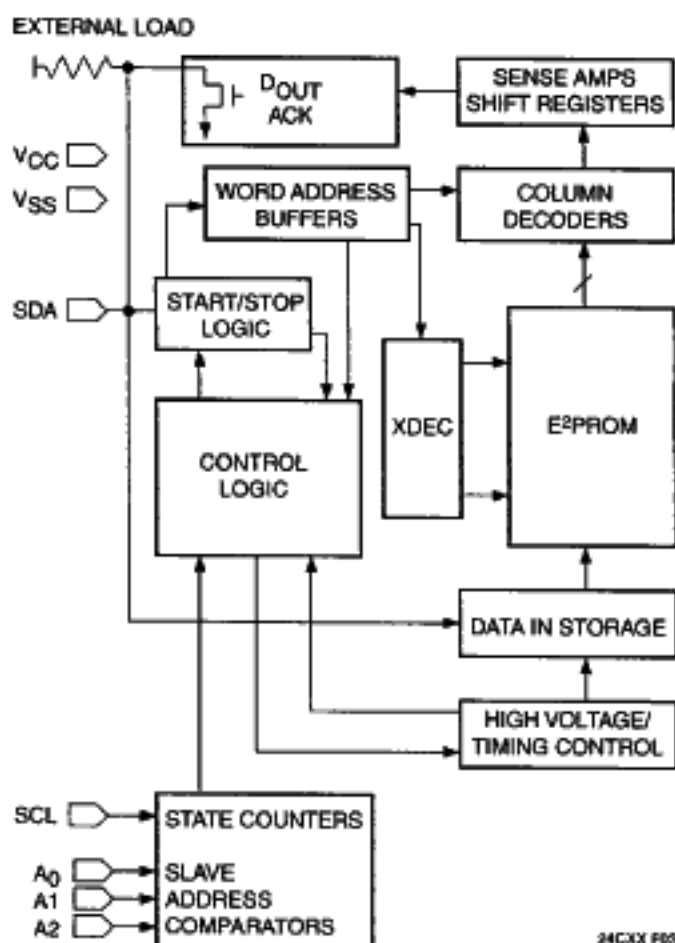 EXTERNAL LOAD
DOUT
ACK
SENSE AMPS
SHIFT REGISTERS
VCC
VSS
WORD ADDRESS
BUFFERS
COLUMN
DECODERS
SDA
START/STOP
LOGIC
XDEC
E²PROM
CONTROL
LOGIC
DATA IN STORAGE
HIGH VOLTAGE/
TIMING CONTROL
SCL
STATE COUNTERS
A0
SLAVE
A1
ADDRESS
A2
COMPARATORS
24CXX F03